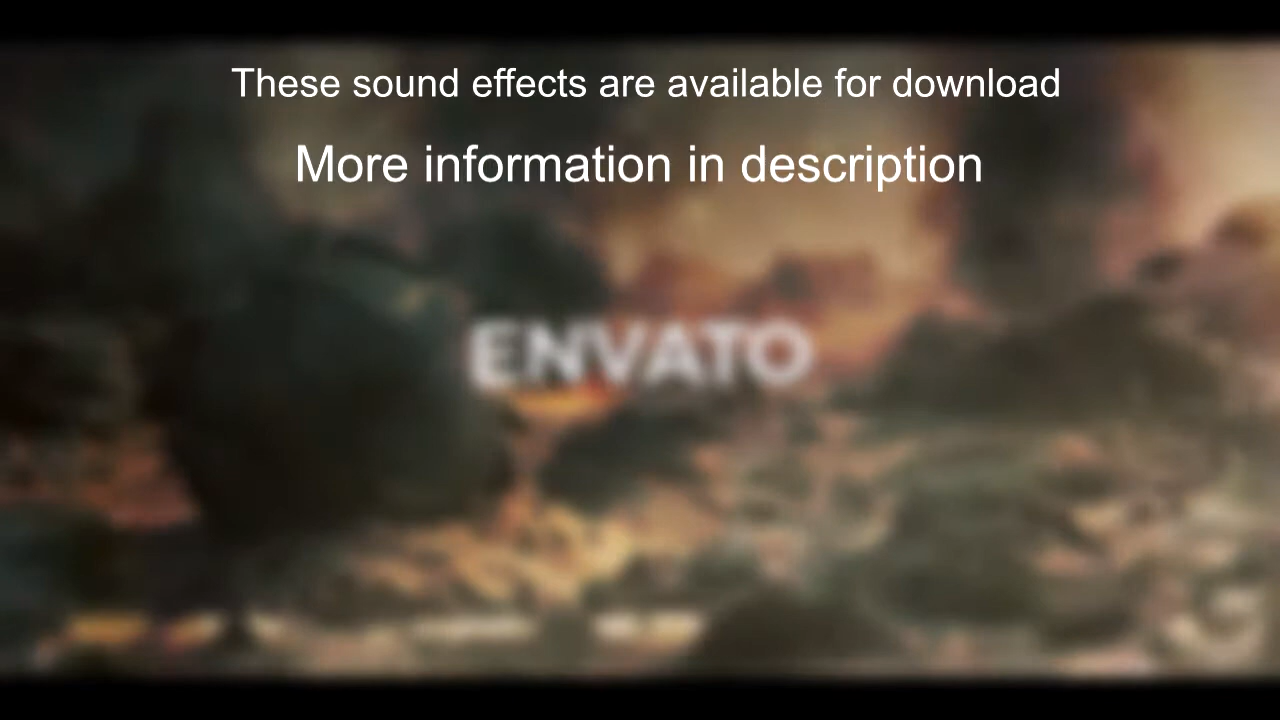 These sound effects are available for download
More information in description
ENVATO